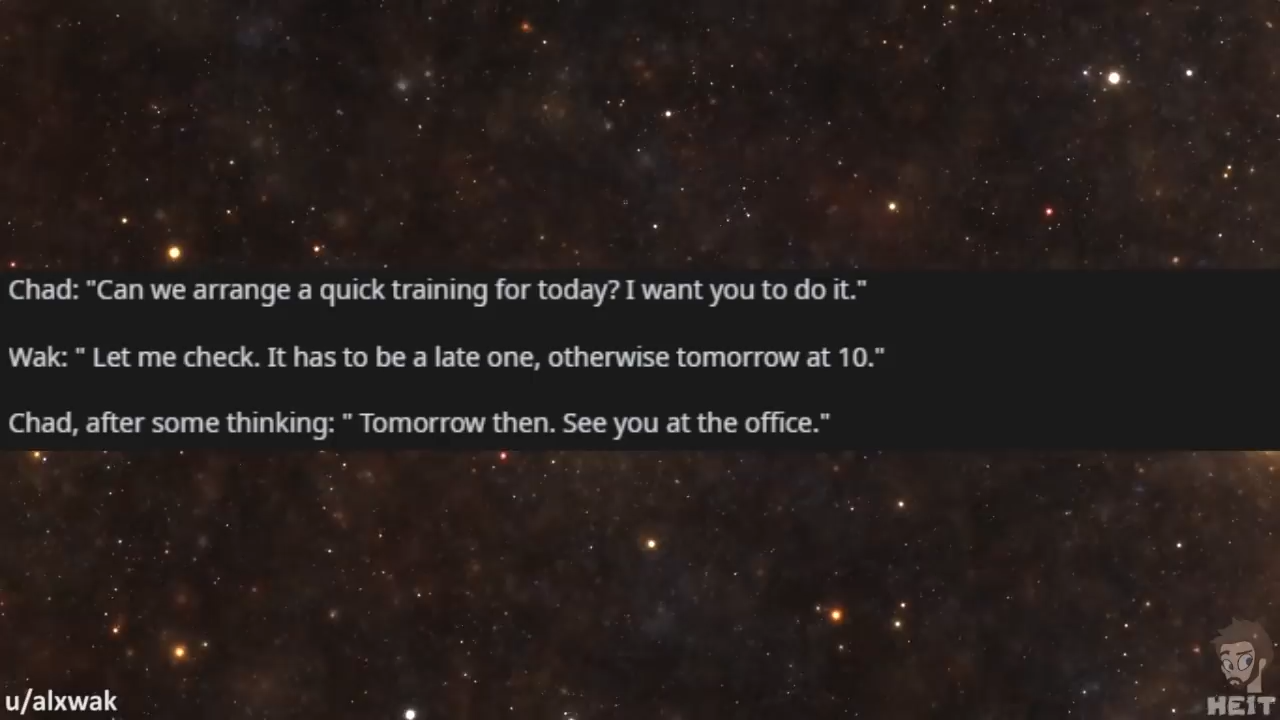 Chad: "Can we arrange a quick training for today? I want you to do it."
Wak: " Let me check. It has to be a late one, otherwise tomorrow at 10."
Chad, after some thinking: " Tomorrow then. See you at the office."
u/alxwak
HEIT